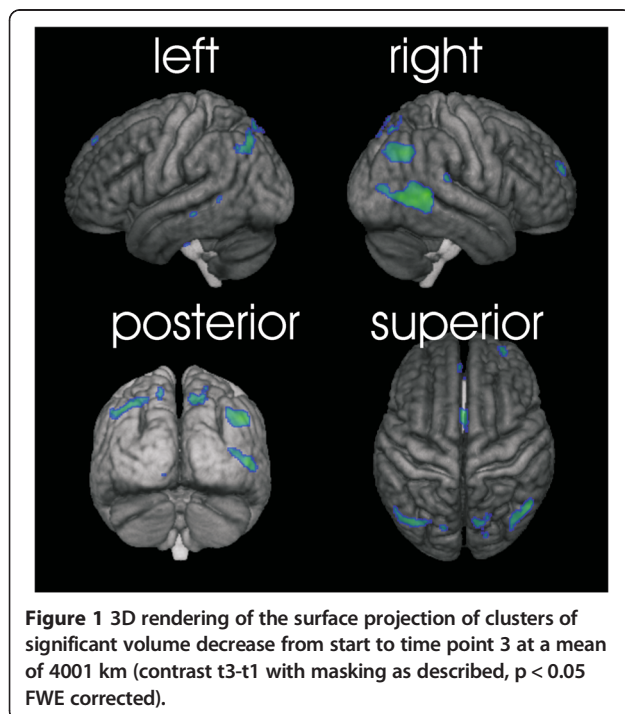 left right
posterior superior
Figure 1 3D rendering of the surface projection of clusters of
significant volume decrease from start to time point 3 at a mean
of 4001 km (contrast t3-t1 with masking as described, p < 0.05
FWE corrected).